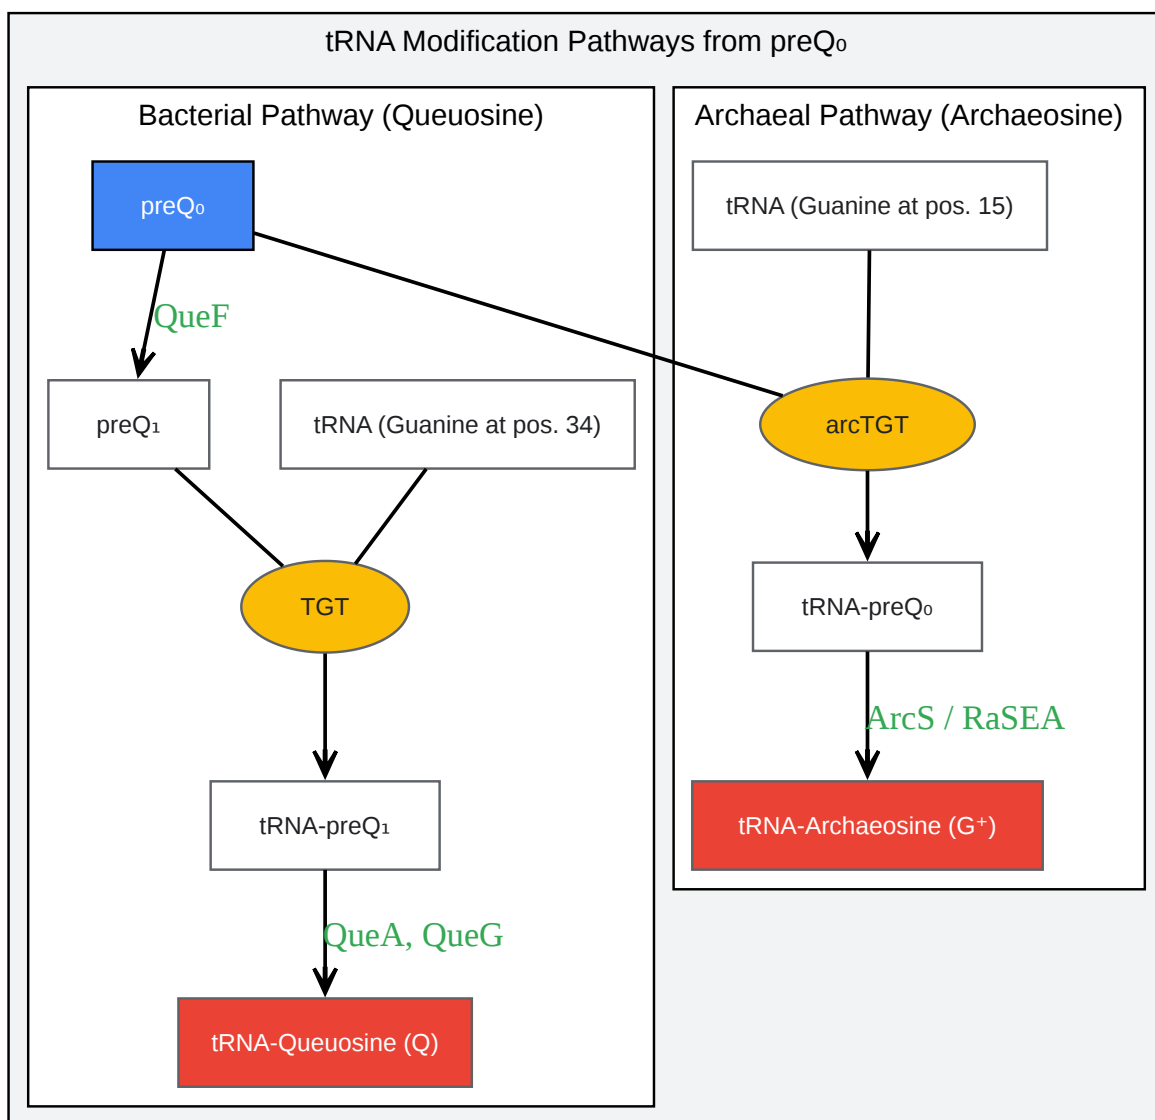 tRNA Modification Pathways from preQ₀
Bacterial Pathway (Queuosine)
preQ₀
QueF
preQ₁
tRNA (Guanine at pos. 34)
TGT
tRNA-preQ₁
QueA, QueG
tRNA-Queuosine (Q)
Archaeal Pathway (Archaeosine)
tRNA (Guanine at pos. 15)
arcTGT
tRNA-preQ₀
ArcS / RaSEA
tRNA-Archaeosine (G⁺)